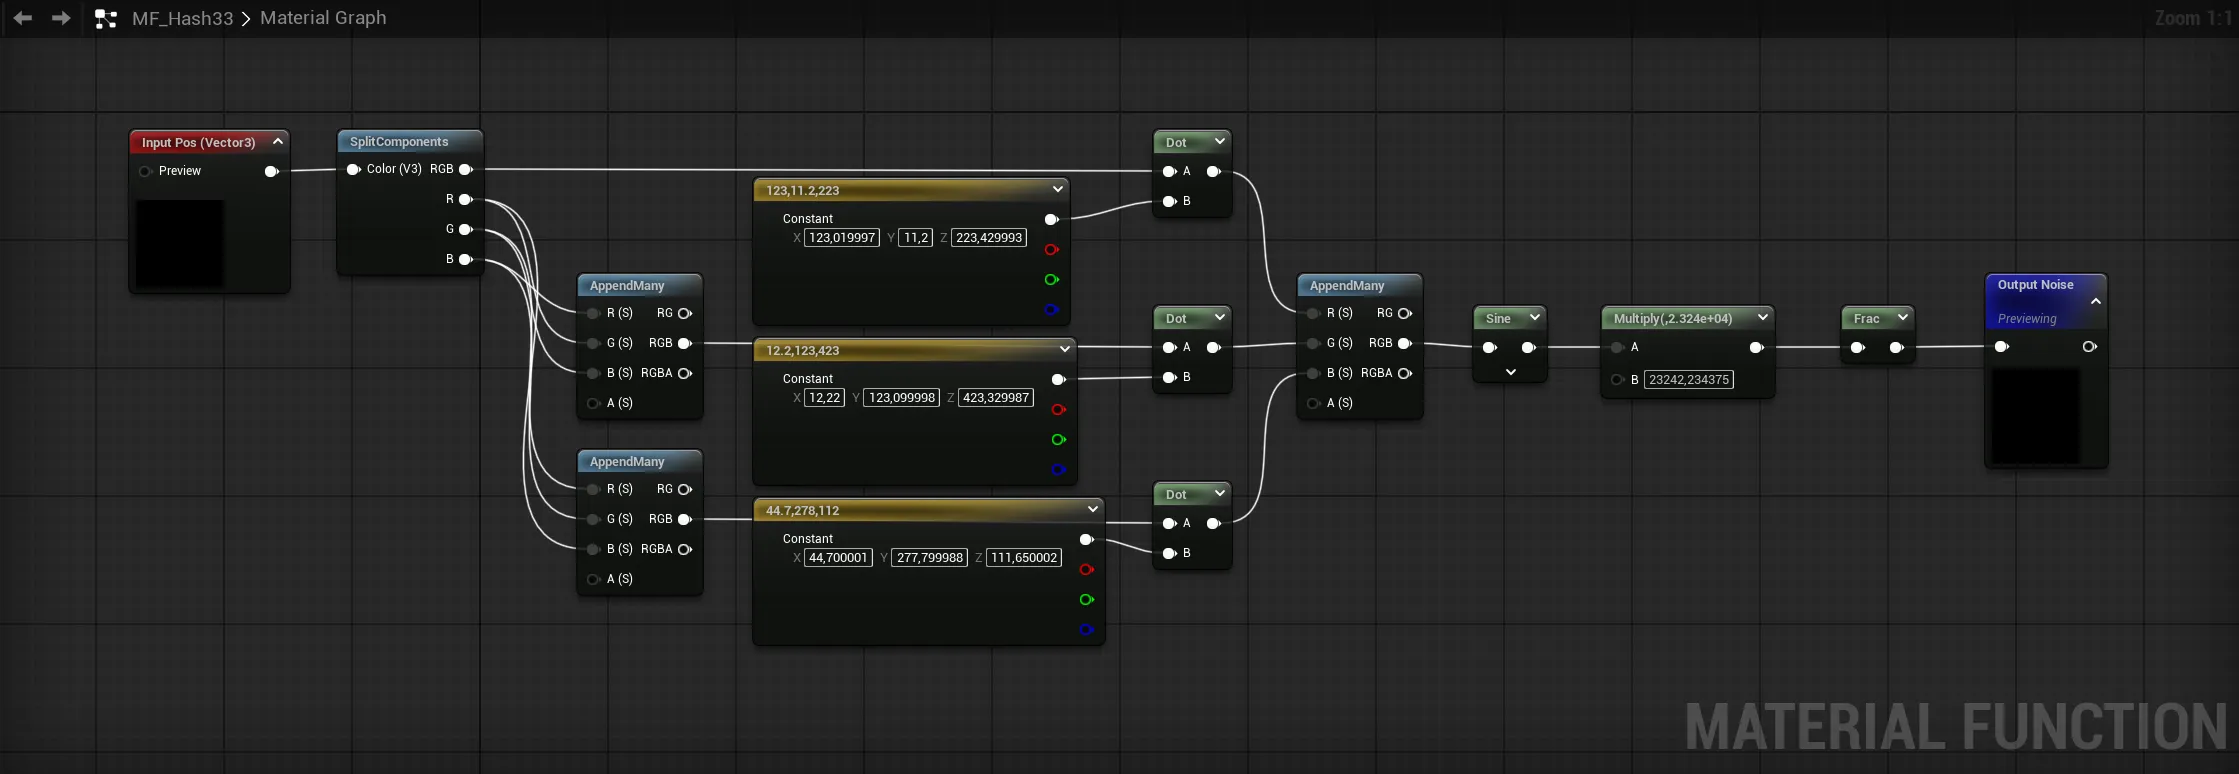 MF_Hash33 > Material Graph
Zoom 1:1
Input Pos (Vector3)
Preview
SplitComponents
Color (V3) RGB
R
G
B
AppendMany
R (S) RG
G (S) RGB
B (S) RGBA
A (S)
AppendMany
R (S) RG
G (S) RGB
B (S) RGBA
A (S)
123,11.2,223
Constant
X 123,019997 Y 11,2 Z 223,429993
12.2,123,423
Constant
X 12,22 Y 123,099998 Z 423,329987
44.7,278,112
Constant
X 44,700001 Y 277,799988 Z 111,650002
Dot
A
B
Dot
A
B
Dot
A
B
AppendMany
R (S) RG
G (S) RGB
B (S) RGBA
A (S)
Sine
Multiply(,2.324e+04)
A
B 23242,234375
Frac
Output Noise
Previewing
MATERIAL FUNCTION